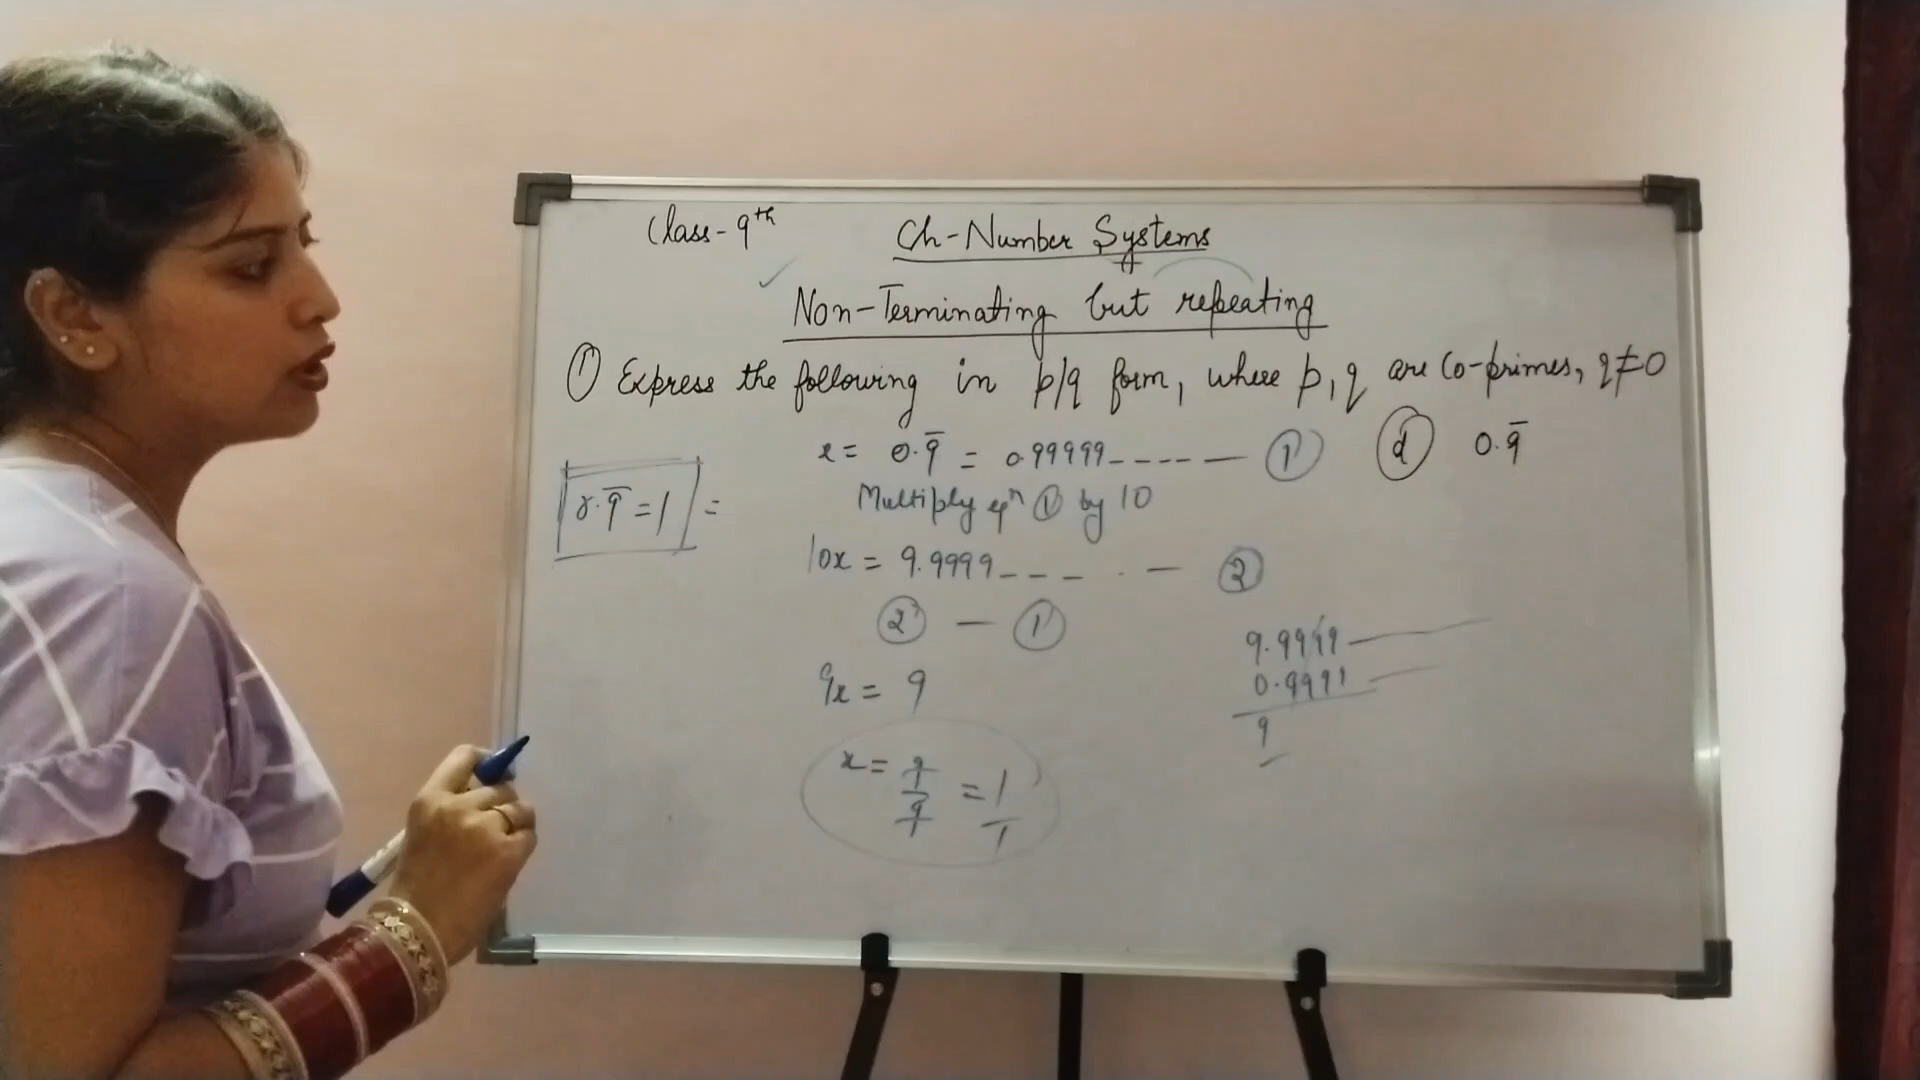 Class-9th Ch-Number Systems
Non-Terminating but repeating
① Express the following in p/q form, where p, q are Co-primes, q≠0
x = 0.9̅ = 0.99999----- ① (d) 0.9̅
0.9̅ = 1 =
Multiply eqn ① by 10
10x = 9.9999--- . - ②
② - ①
9x = 9
9.9999
0.9999
9
x = 9/9 = 1/1